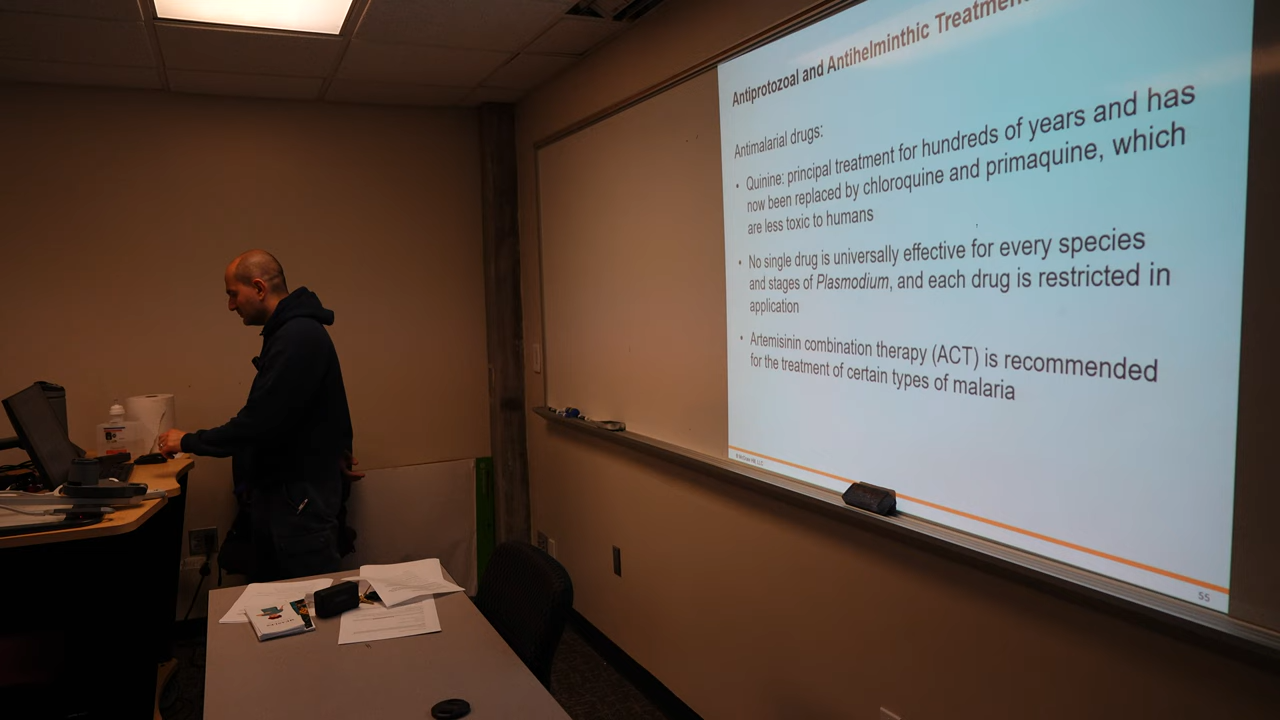 Antiprotozoal and Antihelminthic Treatment
Antimalarial drugs:
• Quinine: principal treatment for hundreds of years and has
now been replaced by chloroquine and primaquine, which
are less toxic to humans
• No single drug is universally effective for every species
and stages of Plasmodium, and each drug is restricted in
application
• Artemisinin combination therapy (ACT) is recommended
for the treatment of certain types of malaria
55